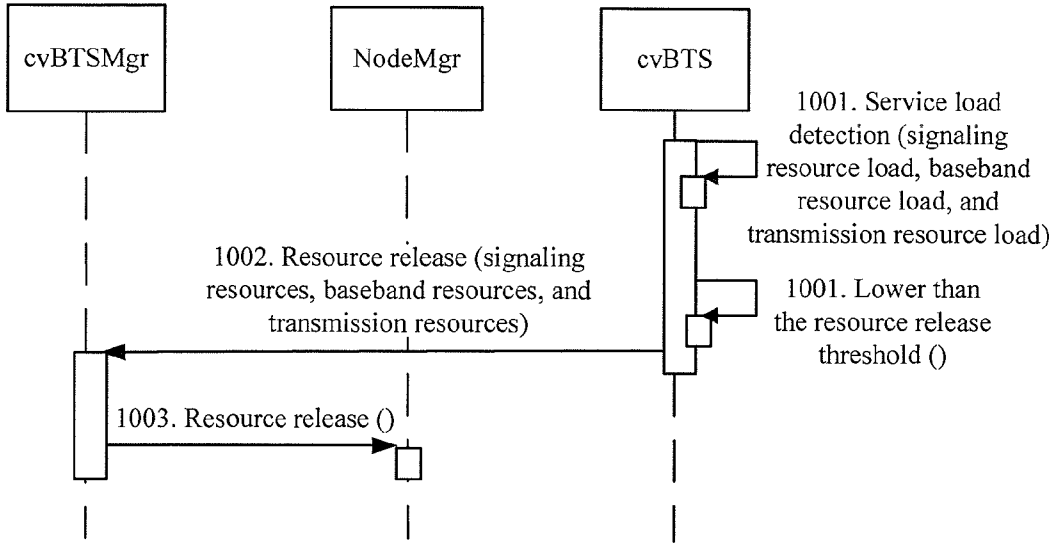 cvBTSMgr
NodeMgr
cvBTS
1001. Service load
detection (signaling
resource load, baseband
resource load, and
transmission resource load)
1002. Resource release (signaling
resources, baseband resources, and
transmission resources)
1001. Lower than
the resource release
threshold ()
1003. Resource release ()